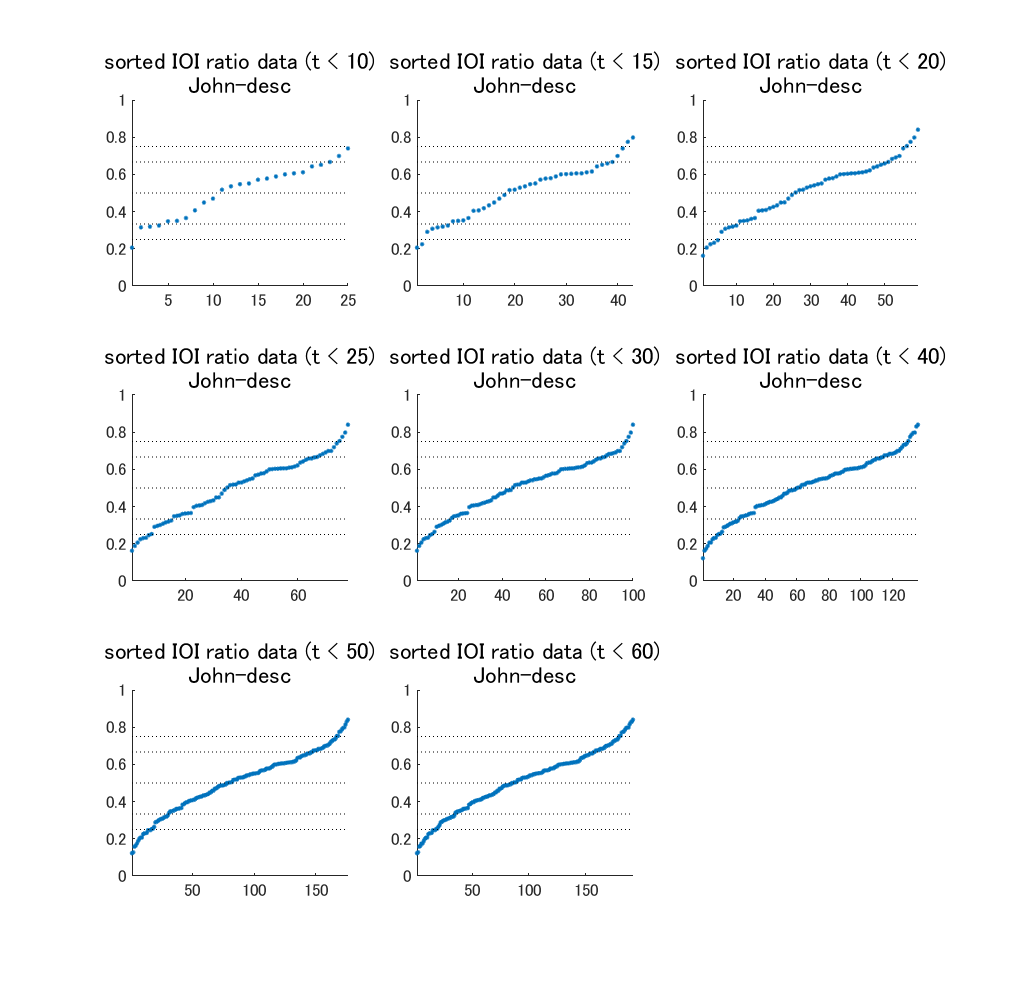 sorted IOI ratio data (t < 10)
John-desc
1
0.8
0.6
0.4
0.2
0
5 10 15 20 25
sorted IOI ratio data (t < 15)
John-desc
1
0.8
0.6
0.4
0.2
0
10 20 30 40
sorted IOI ratio data (t < 20)
John-desc
1
0.8
0.6
0.4
0.2
0
10 20 30 40 50
sorted IOI ratio data (t < 25)
John-desc
1
0.8
0.6
0.4
0.2
0
20 40 60
sorted IOI ratio data (t < 30)
John-desc
1
0.8
0.6
0.4
0.2
0
20 40 60 80 100
sorted IOI ratio data (t < 40)
John-desc
1
0.8
0.6
0.4
0.2
0
20 40 60 80 100 120
sorted IOI ratio data (t < 50)
John-desc
1
0.8
0.6
0.4
0.2
0
50 100 150
sorted IOI ratio data (t < 60)
John-desc
1
0.8
0.6
0.4
0.2
0
50 100 150